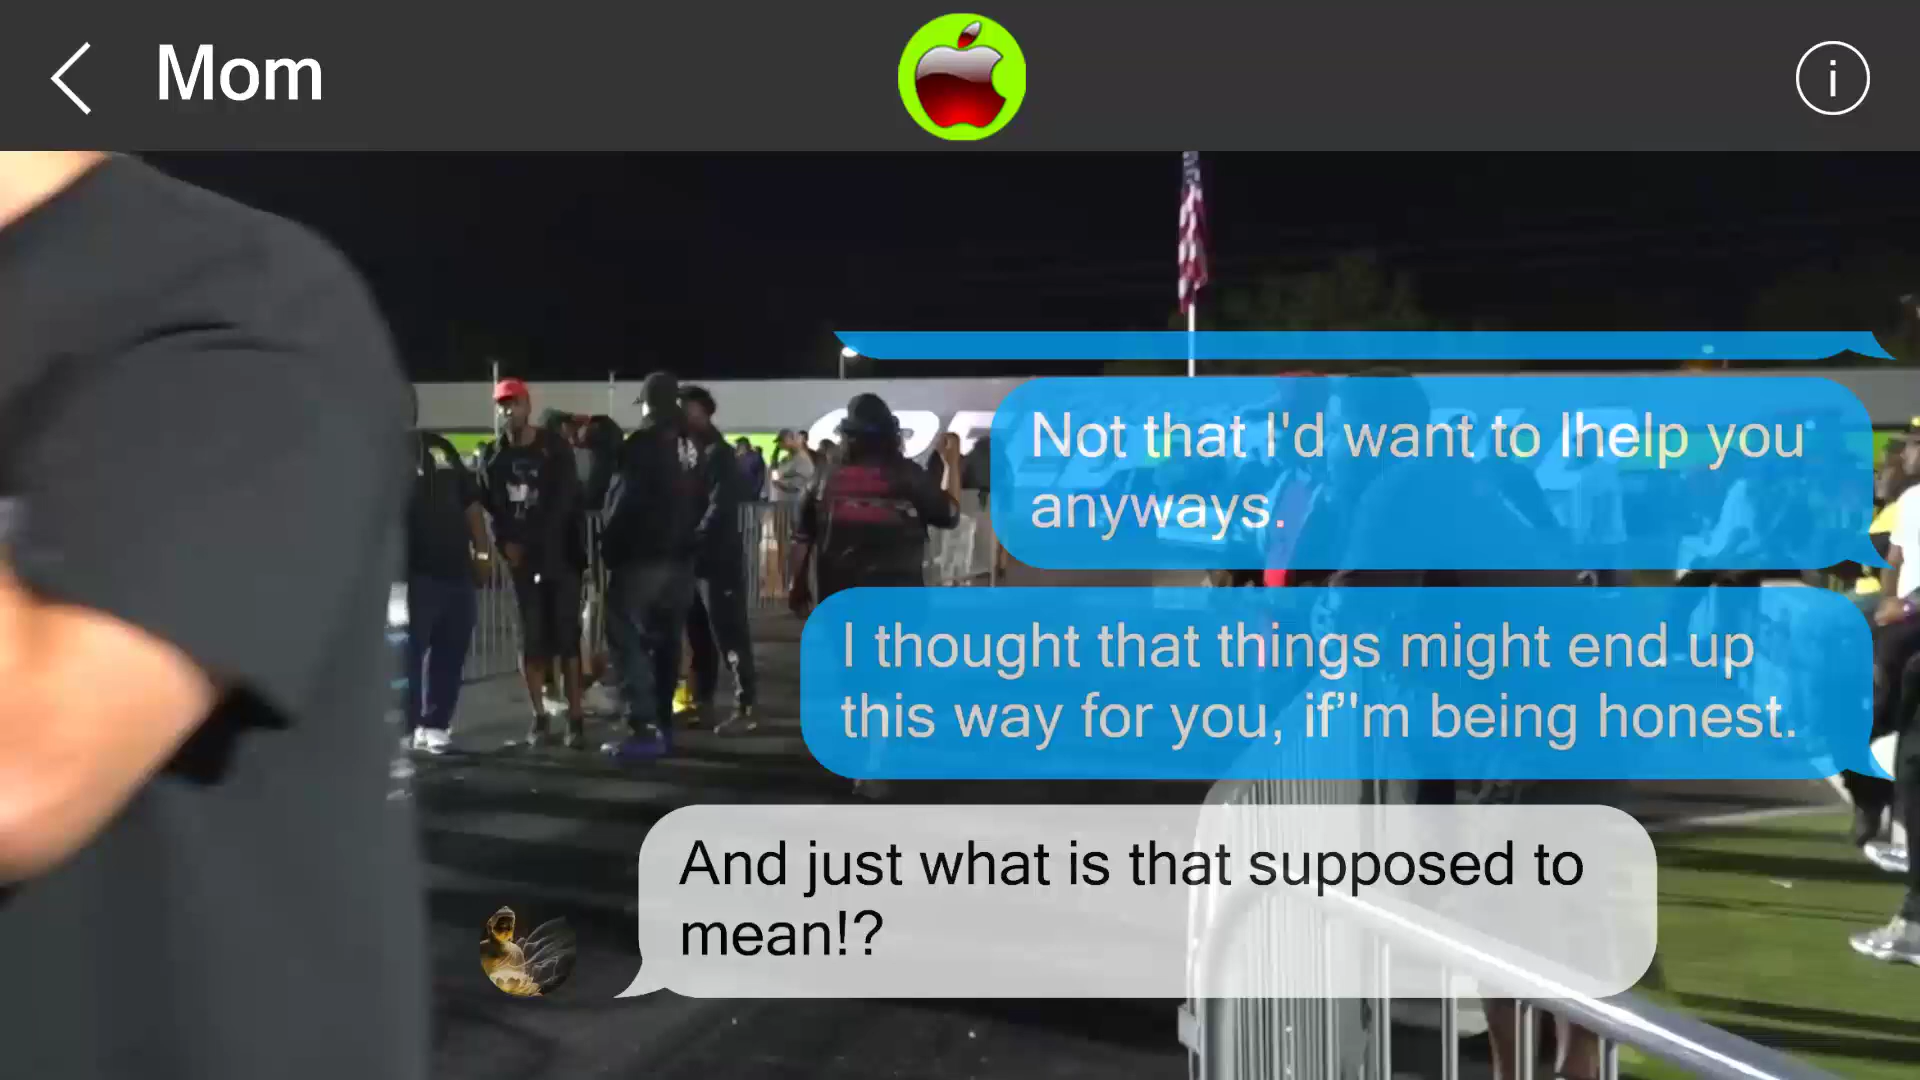 Mom
i
Not that I'd want to lhelp you
anyways.
I thought that things might end up
this way for you, if”'m being honest.
And just what is that supposed to
mean!?